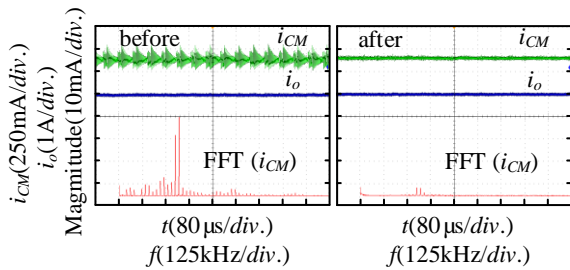 i_CM(250mA/div.)
i_o(1A/div.)
Magnitude(10mA/div.)
before
i_CM
i_o
FFT (i_CM)
t(80 μs/div.)
f(125kHz/div.)
after
i_CM
i_o
FFT (i_CM)
t(80 μs/div.)
f(125kHz/div.)